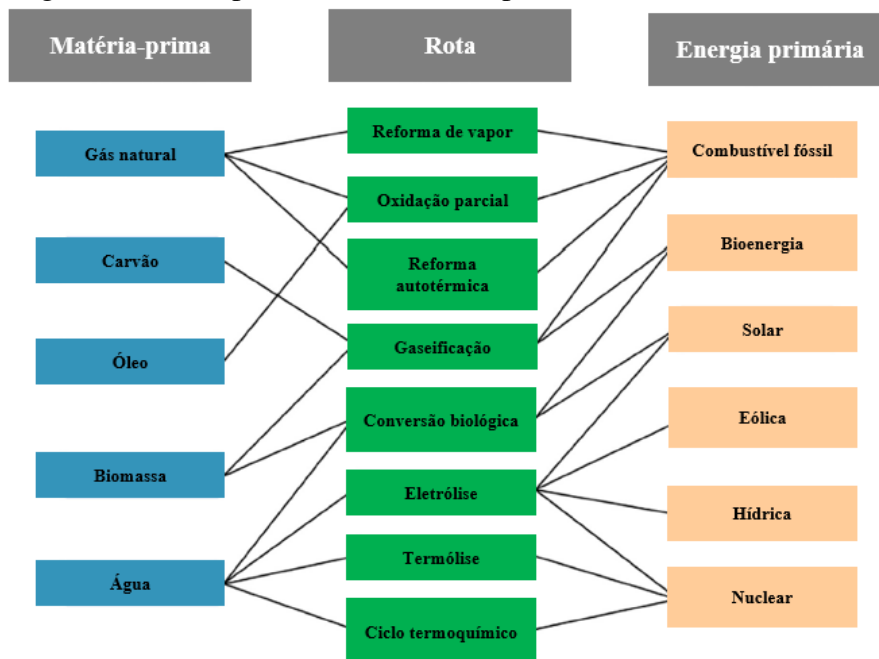 Matéria-prima
Rota
Energia primária
Gás natural
Carvão
Óleo
Biomassa
Água
Reforma de vapor
Oxidação parcial
Reforma
autotérmica
Gaseificação
Conversão biológica
Eletrólise
Termólise
Ciclo termoquímico
Combustível fóssil
Bioenergia
Solar
Eólica
Hídrica
Nuclear